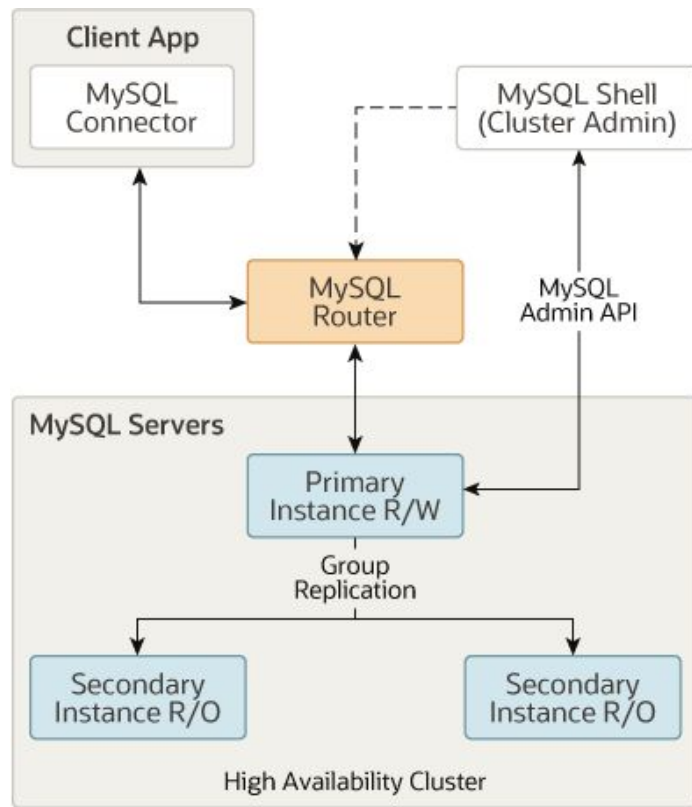 Client App
MySQL
Connector
MySQL Shell
(Cluster Admin)
MySQL
Router
MySQL
Admin API
MySQL Servers
Primary
Instance R/W
Group
Replication
Secondary
Instance R/O
Secondary
Instance R/O
High Availability Cluster